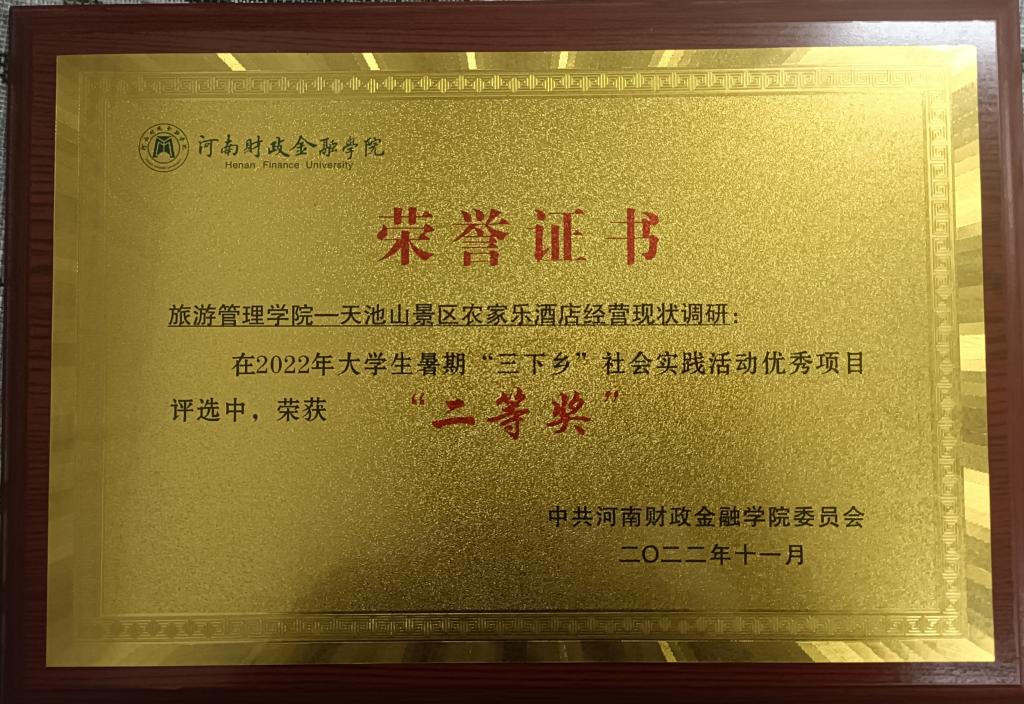 河南财政金融学院
Henan Finance University
荣誉证书
旅游管理学院—天池山景区农家乐酒店经营现状调研：
在2022年大学生暑期“三下乡”社会实践活动优秀项目
评选中，荣获“二等奖”
中共河南财政金融学院委员会
二〇二二年十一月